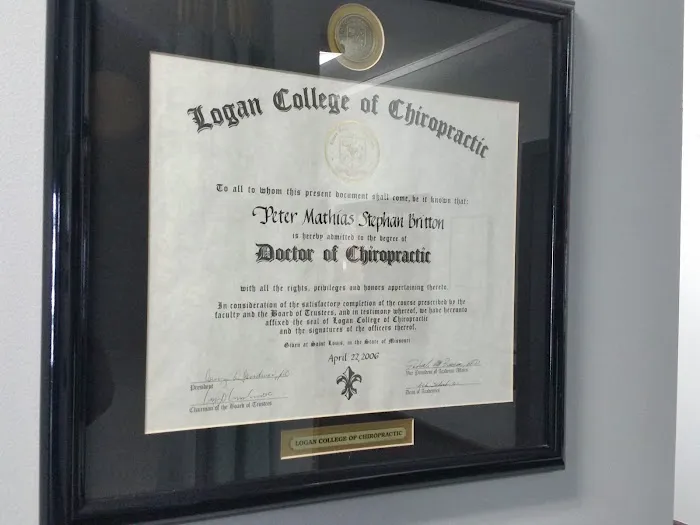 Logan College of Chiropractic
To all to whom this present document shall come, be it known that:
Peter Mathias Stephan Britton
is hereby admitted to the degree of
Doctor of Chiropractic
with all the rights, privileges and honors appertaining thereto.
In consideration of the satisfactory completion of the course prescribed by the
faculty and the Board of Trustees, and in testimony whereof, we have hereunto
affixed the seal of Logan College of Chiropractic
and the signatures of the officers thereof.
Given at Saint Louis, in the State of Missouri
April 22, 2006
President
Vice President of Academic Affairs
Chairman of the Board of Trustees
Dean of Academics
LOGAN COLLEGE OF CHIROPRACTIC